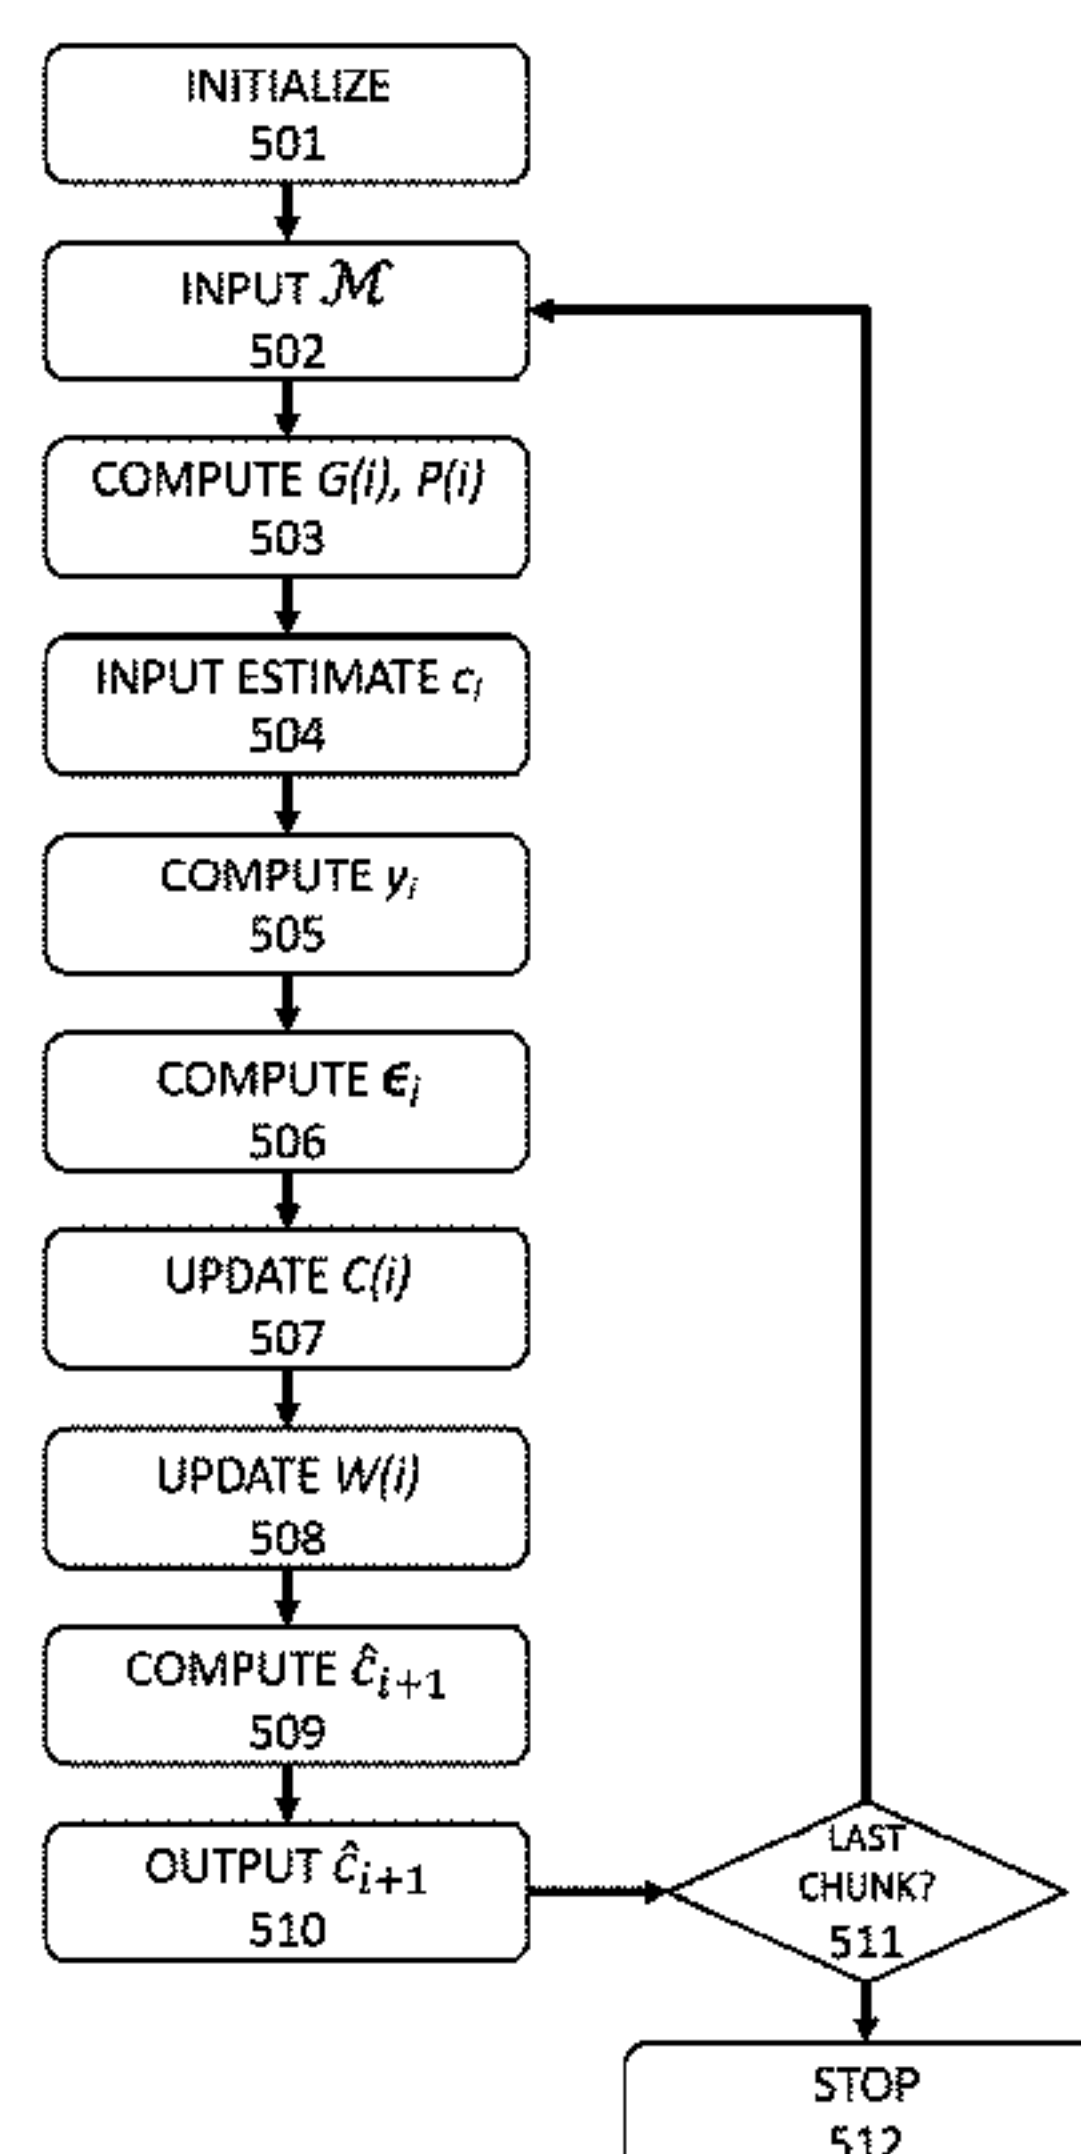 INITIALIZE
501
INPUT ℳ
502
COMPUTE G(i), P(i)
503
INPUT ESTIMATE cᵢ
504
COMPUTE yᵢ
505
COMPUTE ϵᵢ
506
UPDATE C(i)
507
UPDATE W(i)
508
COMPUTE ĉᵢ₊₁
509
OUTPUT ĉᵢ₊₁
510
LAST
CHUNK?
511
STOP
512